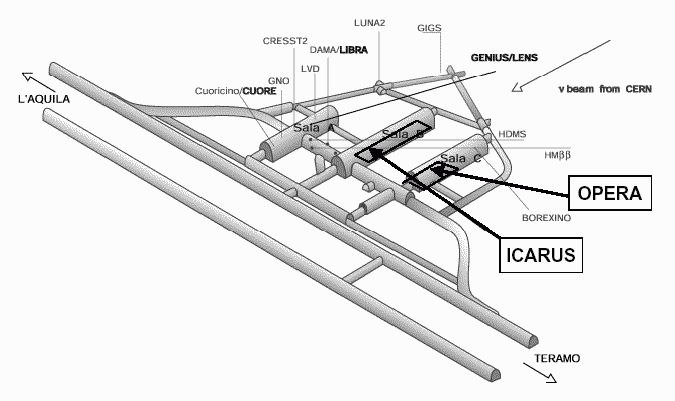 LUNA2
GIGS
CRESST2
DAMA/LIBRA
GENIUS/LENS
LVD
GNO
Cuoricino/CUORE
ν beam from CERN
L'AQUILA
Sala A
Sala B
HDMS
Sala C
HMββ
OPERA
BOREXINO
ICARUS
TERAMO